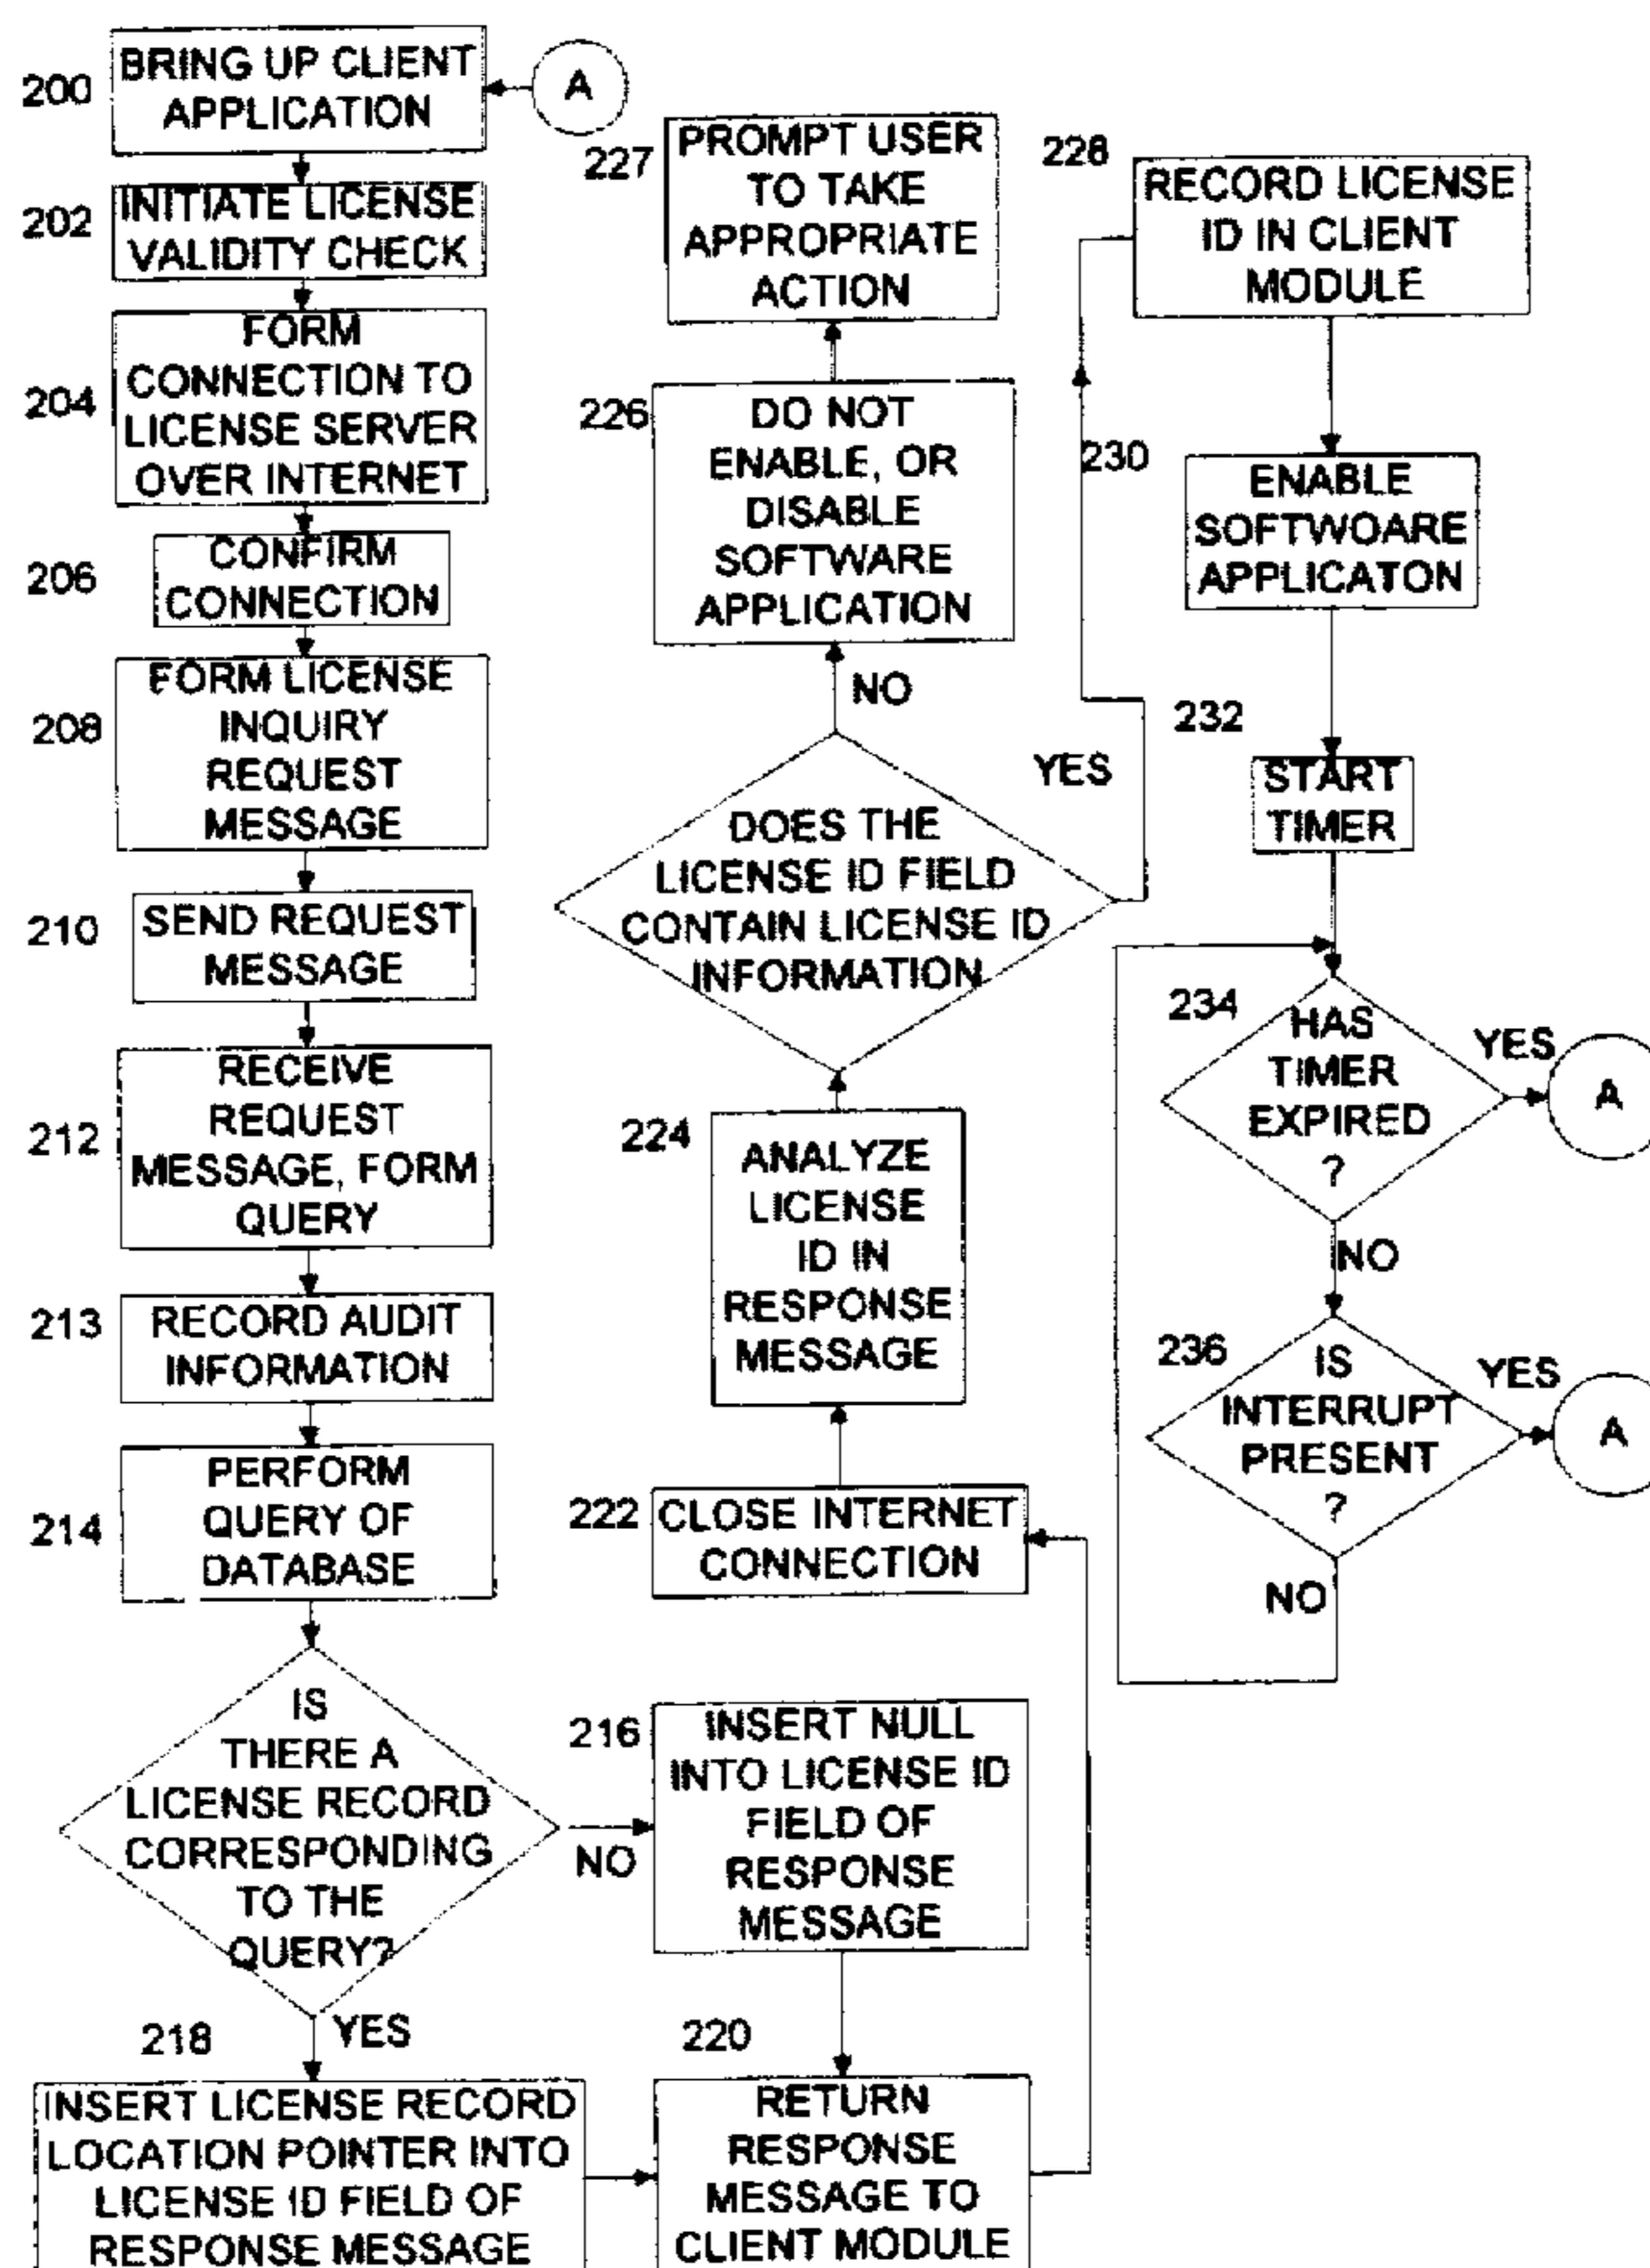 200
BRING UP CLIENT
APPLICATION
A
202
INITIATE LICENSE
VALIDITY CHECK
204
FORM
CONNECTION TO
LICENSE SERVER
OVER INTERNET
206
CONFIRM
CONNECTION
208
FORM LICENSE
INQUIRY
REQUEST
MESSAGE
210
SEND REQUEST
MESSAGE
212
RECEIVE
REQUEST
MESSAGE, FORM
QUERY
213
RECORD AUDIT
INFORMATION
214
PERFORM
QUERY OF
DATABASE
IS
THERE A
LICENSE RECORD
CORRESPONDING
TO THE
QUERY?
NO
YES
218
INSERT LICENSE RECORD
LOCATION POINTER INTO
LICENSE ID FIELD OF
RESPONSE MESSAGE
216
INSERT NULL
INTO LICENSE ID
FIELD OF
RESPONSE
MESSAGE
220
RETURN
RESPONSE
MESSAGE TO
CLIENT MODULE
222
CLOSE INTERNET
CONNECTION
224
ANALYZE
LICENSE
ID IN
RESPONSE
MESSAGE
DOES THE
LICENSE ID FIELD
CONTAIN LICENSE ID
INFORMATION
NO
YES
226
DO NOT
ENABLE, OR
DISABLE
SOFTWARE
APPLICATION
227
PROMPT USER
TO TAKE
APPROPRIATE
ACTION
228
RECORD LICENSE
ID IN CLIENT
MODULE
230
ENABLE
SOFTWOARE
APPLICATON
232
START
TIMER
234
HAS
TIMER
EXPIRED
?
YES
A
NO
236
IS
INTERRUPT
PRESENT
?
YES
A
NO